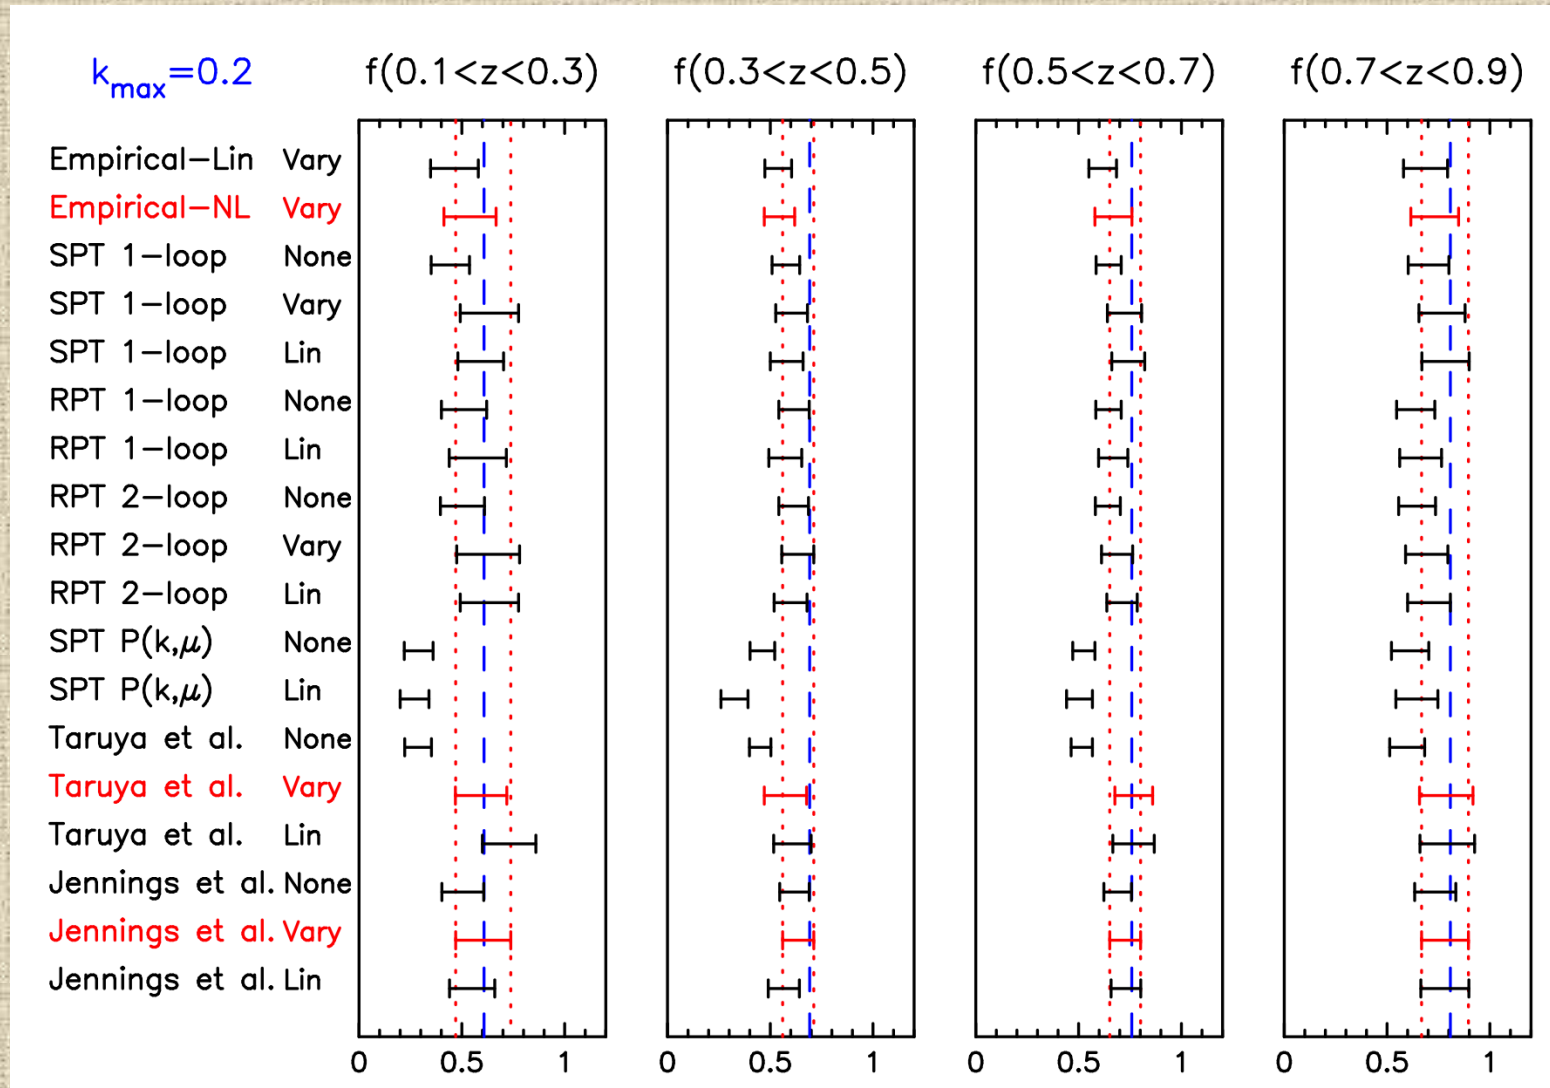 k_max=0.2 f(0.1<z<0.3) f(0.3<z<0.5) f(0.5<z<0.7) f(0.7<z<0.9)
Empirical-Lin Vary
Empirical-NL Vary
SPT 1-loop None
SPT 1-loop Vary
SPT 1-loop Lin
RPT 1-loop None
RPT 1-loop Lin
RPT 2-loop None
RPT 2-loop Vary
RPT 2-loop Lin
SPT P(k,μ) None
SPT P(k,μ) Lin
Taruya et al. None
Taruya et al. Vary
Taruya et al. Lin
Jennings et al. None
Jennings et al. Vary
Jennings et al. Lin
0 0.5 1 0 0.5 1 0 0.5 1 0 0.5 1